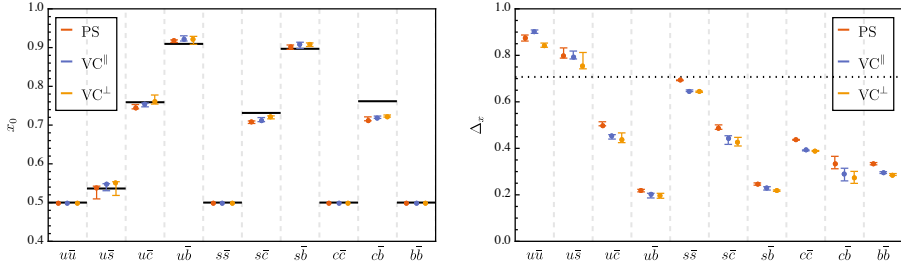 1.0
0.9
0.8
0.7
0.6
0.5
0.4
x₀
PS
VC^∥
VC^⊥
uū us̄ uc̄ ub̄ ss̄ sc̄ sb̄ cc̄ cb̄ bb̄
1.0
0.8
0.6
0.4
0.2
0.0
Δₓ
PS
VC^∥
VC^⊥
uū us̄ uc̄ ub̄ ss̄ sc̄ sb̄ cc̄ cb̄ bb̄